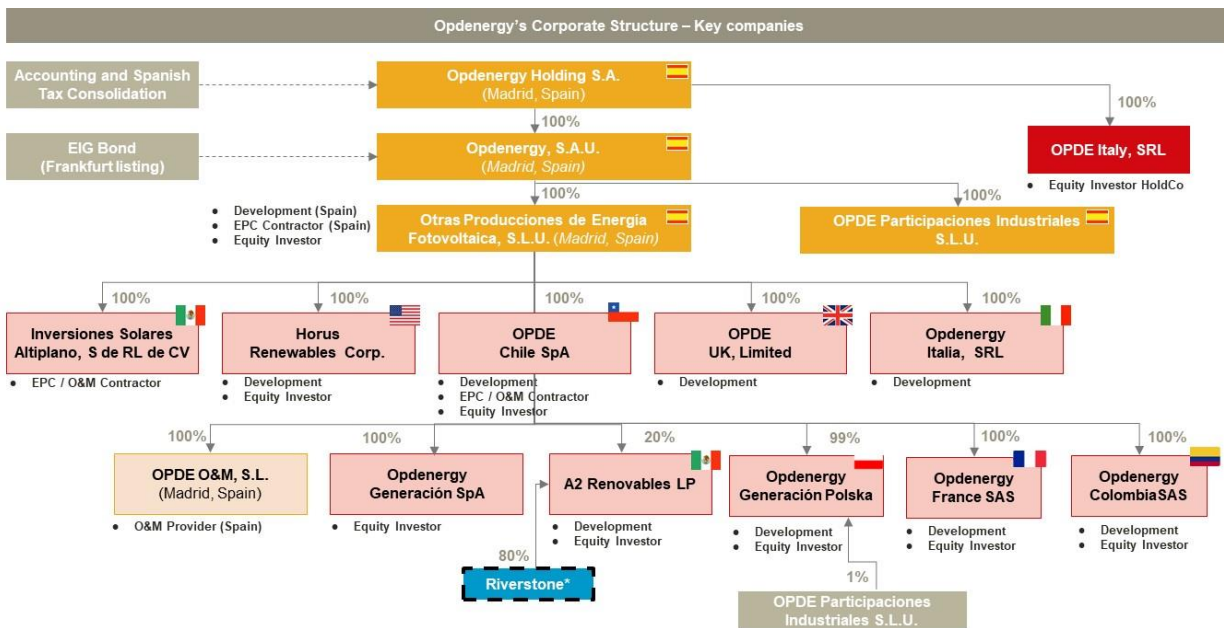 Opdenergy's Corporate Structure – Key companies
Accounting and Spanish
Tax Consolidation
Opdenergy Holding S.A.
(Madrid, Spain)
100%
100%
EIG Bond
(Frankfurt listing)
Opdenergy, S.A.U.
(Madrid, Spain)
OPDE Italy, SRL
● Equity Investor HoldCo
100%
100%
● Development (Spain)
● EPC Contractor (Spain)
● Equity Investor
Otras Producciones de Energía
Fotovoltaica, S.L.U. (Madrid, Spain)
OPDE Participaciones Industriales
S.L.U.
100%
100%
100%
100%
100%
Inversiones Solares
Altiplano, S de RL de CV
● EPC / O&M Contractor
Horus
Renewables Corp.
● Development
● Equity Investor
OPDE
Chile SpA
● Development
● EPC / O&M Contractor
● Equity Investor
OPDE
UK, Limited
● Development
Opdenergy
Italia, SRL
● Development
100%
100%
20%
99%
100%
100%
OPDE O&M, S.L.
(Madrid, Spain)
● O&M Provider (Spain)
Opdenergy
Generación SpA
● Equity Investor
A2 Renovables LP
● Development
● Equity Investor
Opdenergy
Generación Polska
● Development
● Equity Investor
Opdenergy
France SAS
● Development
● Equity Investor
Opdenergy
Colombia SAS
● Development
● Equity Investor
80%
Riverstone*
1%
OPDE Participaciones
Industriales S.L.U.